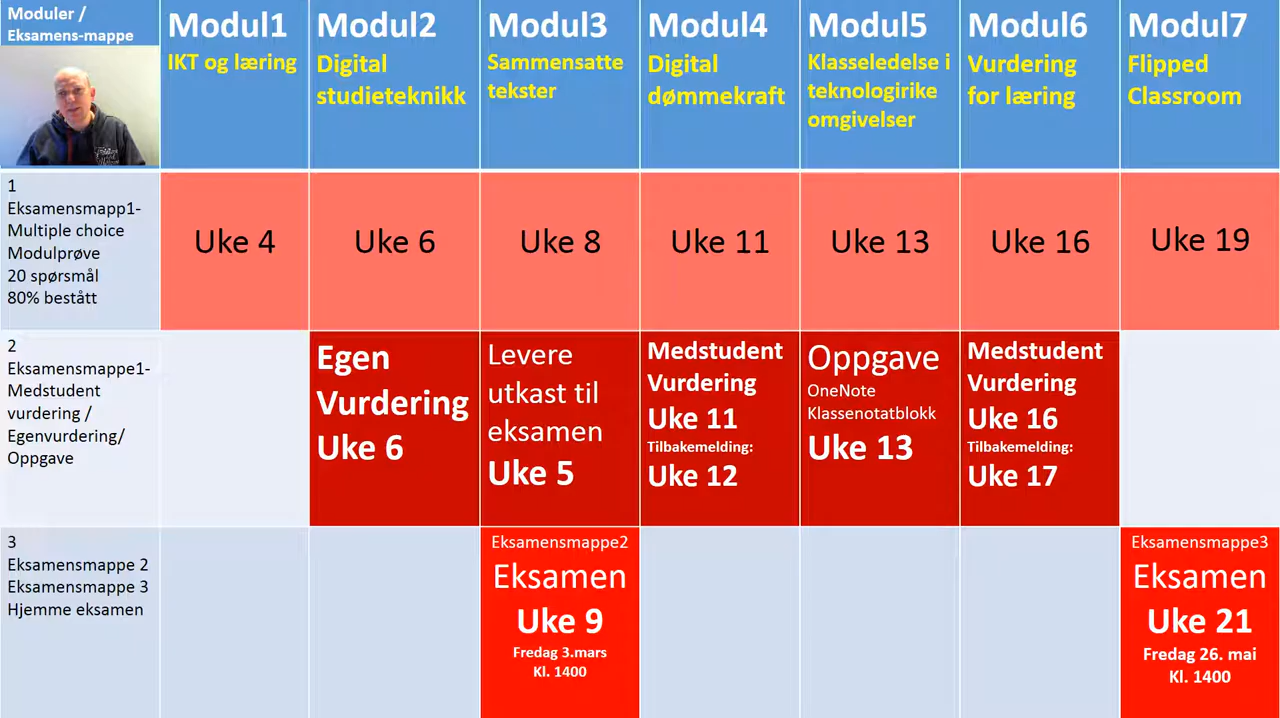 Moduler /
Eksamens-mappe
Modul1
IKT og læring
Modul2
Digital
studieteknikk
Modul3
Sammensatte
tekster
Modul4
Digital
dømmekraft
Modul5
Klasseledelse i
teknologirike
omgivelser
Modul6
Vurdering
for læring
Modul7
Flipped
Classroom
1
Eksamensmapp1-
Multiple choice
Modulprøve
20 spørsmål
80% bestått
Uke 4
Uke 6
Uke 8
Uke 11
Uke 13
Uke 16
Uke 19
2
Eksamensmappe1-
Medstudent
vurdering /
Egenvurdering/
Oppgave
Egen
Vurdering
Uke 6
Levere
utkast til
eksamen
Uke 5
Medstudent
Vurdering
Uke 11
Tilbakemelding:
Uke 12
Oppgave
OneNote
Klassenotatblokk
Uke 13
Medstudent
Vurdering
Uke 16
Tilbakemelding:
Uke 17
3
Eksamensmappe 2
Eksamensmappe 3
Hjemme eksamen
Eksamensmappe2
Eksamen
Uke 9
Fredag 3.mars
Kl. 1400
Eksamensmappe3
Eksamen
Uke 21
Fredag 26. mai
Kl. 1400